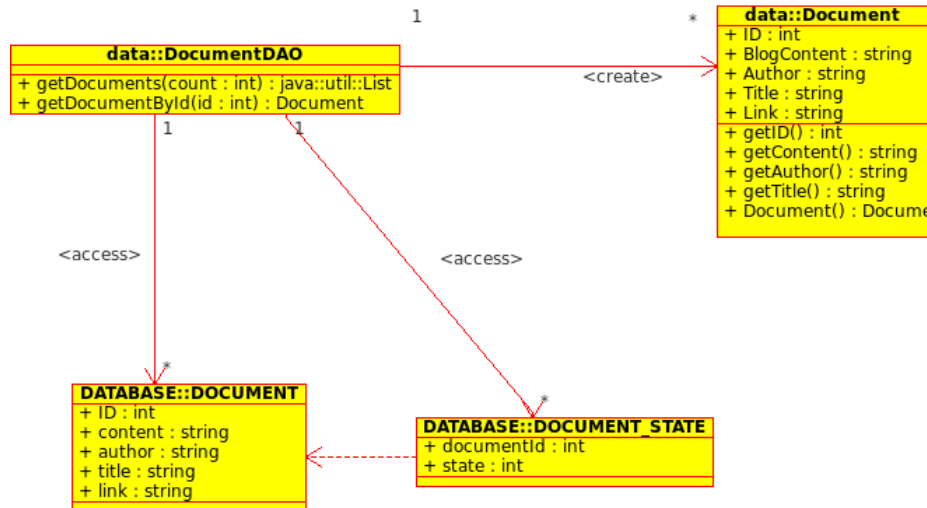 1
*
data::Document
+ ID : int
+ BlogContent : string
+ Author : string
+ Title : string
+ Link : string
+ getID() : int
+ getContent() : string
+ getAuthor() : string
+ getTitle() : string
+ Document() : Docume
data::DocumentDAO
+ getDocuments(count : int) : java::util::List
+ getDocumentById(id : int) : Document
<create>
1
1
<access>
<access>
*
*
DATABASE::DOCUMENT
+ ID : int
+ content : string
+ author : string
+ title : string
+ link : string
DATABASE::DOCUMENT_STATE
+ documentId : int
+ state : int